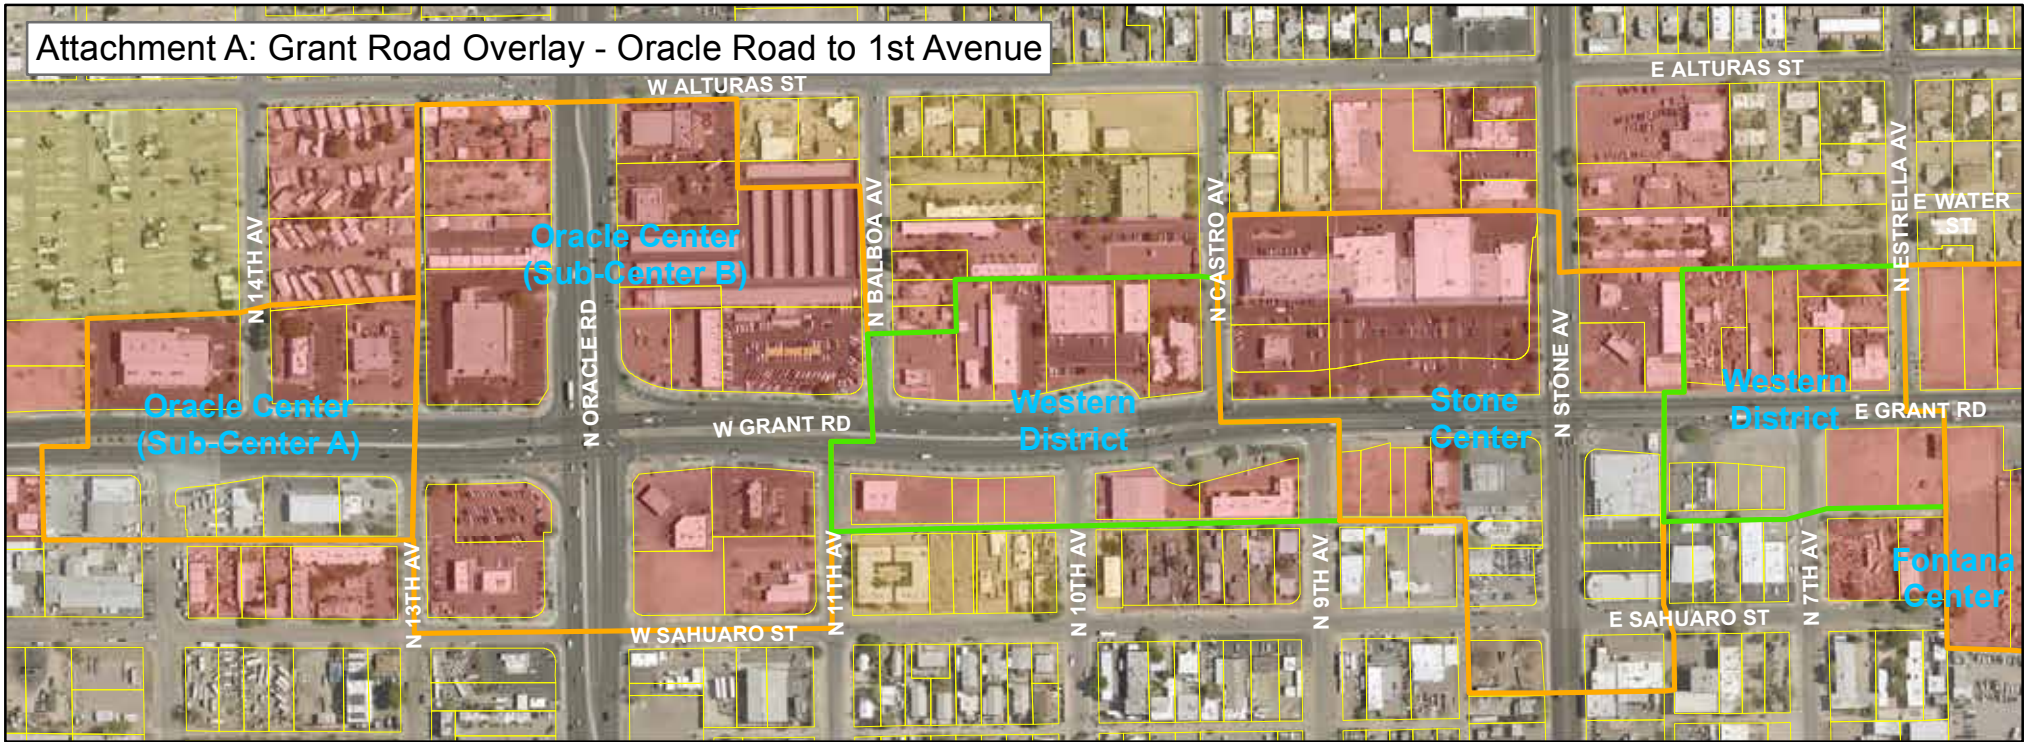 Attachment A: Grant Road Overlay - Oracle Road to 1st Avenue
W ALTURAS ST
E ALTURAS ST
N 14TH AV
N ORACLE RD
N BALBOA AV
N CASTRO AV
N STONE AV
N ESTRELLA AV
E WATER
ST
Oracle Center
(Sub-Center B)
Oracle Center
(Sub-Center A)
W GRANT RD
Western
District
Stone
Center
Western
District
E GRANT RD
N 13TH AV
N 11TH AV
N 10TH AV
N 9TH AV
N 7TH AV
Fontana
Center
W SAHUARO ST
E SAHUARO ST